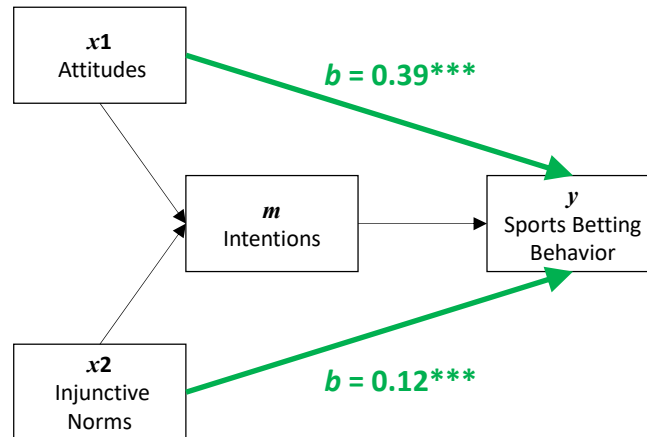 x1
Attitudes
b = 0.39***
m
Intentions
y
Sports Betting
Behavior
x2
Injunctive
Norms
b = 0.12***